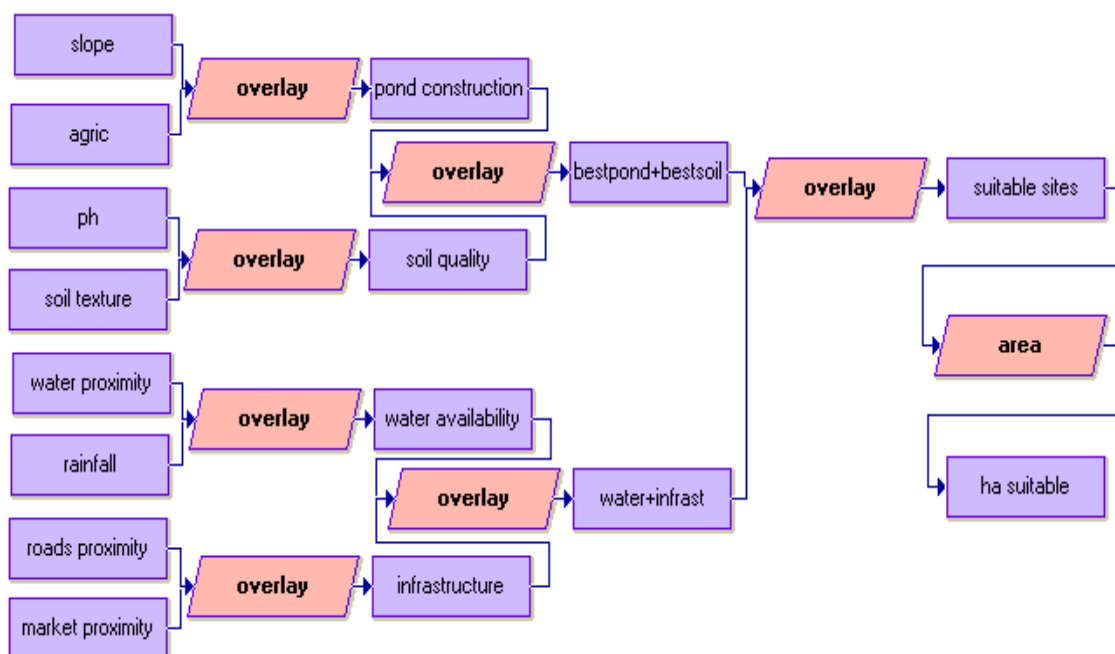 slope
overlay
pond construction
agric
overlay
bestpond+bestsoil
overlay
suitable sites
ph
overlay
soil quality
soil texture
area
water proximity
overlay
water availability
rainfall
overlay
water+infrast
ha suitable
roads proximity
overlay
infrastructure
market proximity